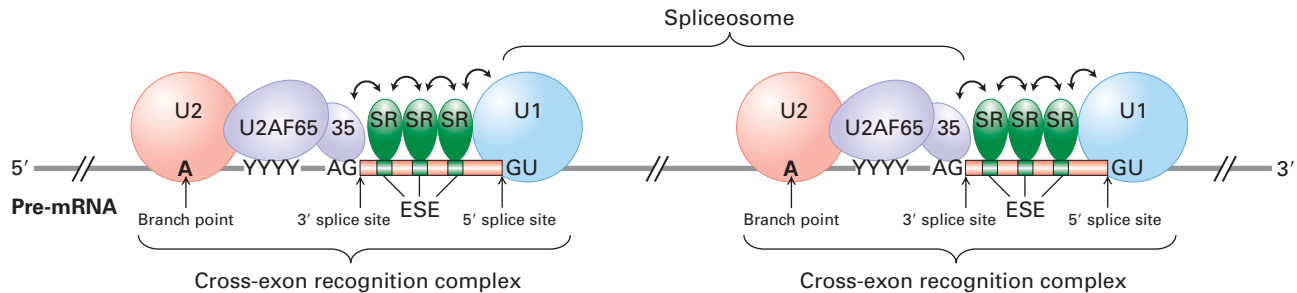 Spliceosome
U2 U2AF65 35 SR SR SR U1 U2 U2AF65 35 SR SR SR U1
5′ A YYYY AG GU A YYYY AG GU 3′
Pre-mRNA
Branch point 3′ splice site ESE 5′ splice site Branch point 3′ splice site ESE 5′ splice site
Cross-exon recognition complex Cross-exon recognition complex